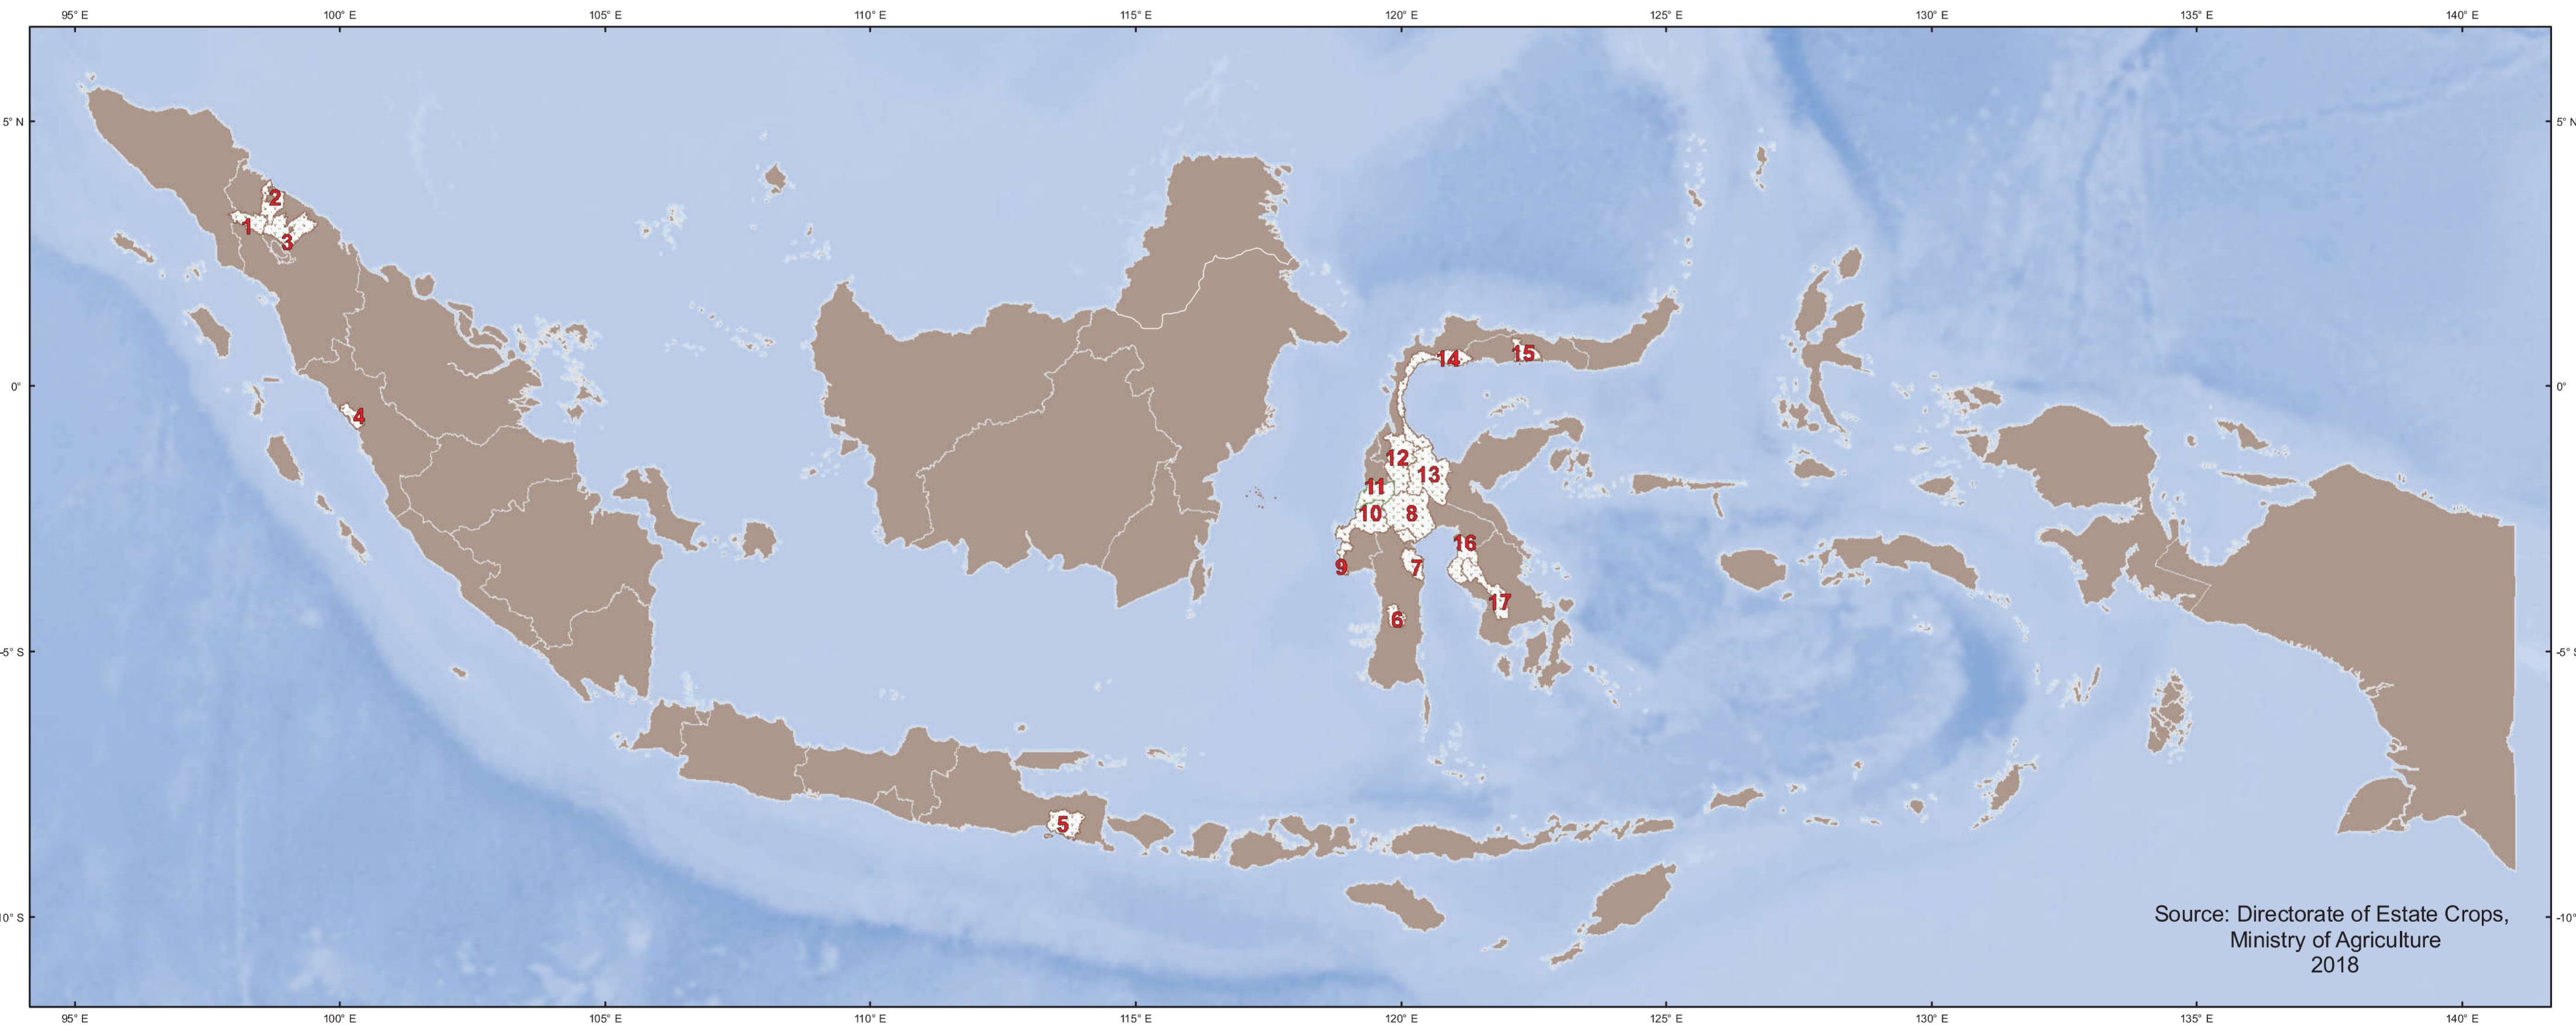 95° E 100° E 105° E 110° E 115° E 120° E 125° E 130° E 135° E 140° E
5° N 5° N
2
1
3
14 15
0° 0°
4
12
13
11
10 8
16
9 7
17
6
-5° S -5° S
5
Source: Directorate of Estate Crops,
10° S -10°
Ministry of Agriculture
2018
95° E 100° E 105° E 110° E 115° E 120° E 125° E 130° E 135° E 140° E